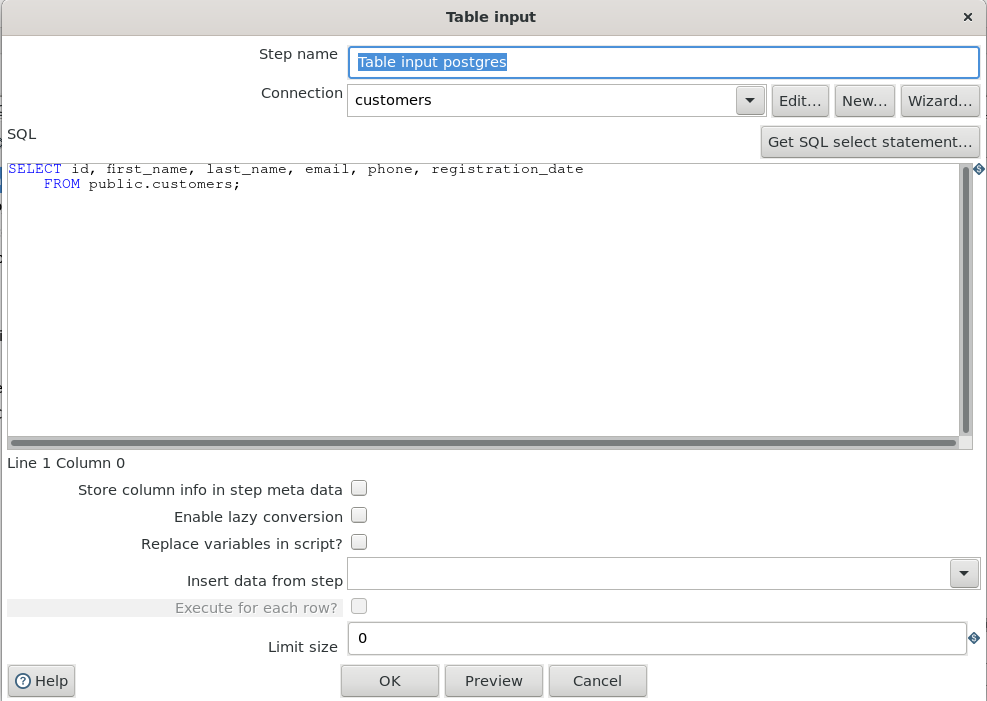 Table input
Step name Table input postgres
Connection customers Edit... New... Wizard...
SQL
Get SQL select statement...
SELECT id, first_name, last_name, email, phone, registration_date
FROM public.customers;
Line 1 Column 0
Store column info in step meta data
Enable lazy conversion
Replace variables in script?
Insert data from step
Execute for each row?
Limit size 0
Help OK Preview Cancel